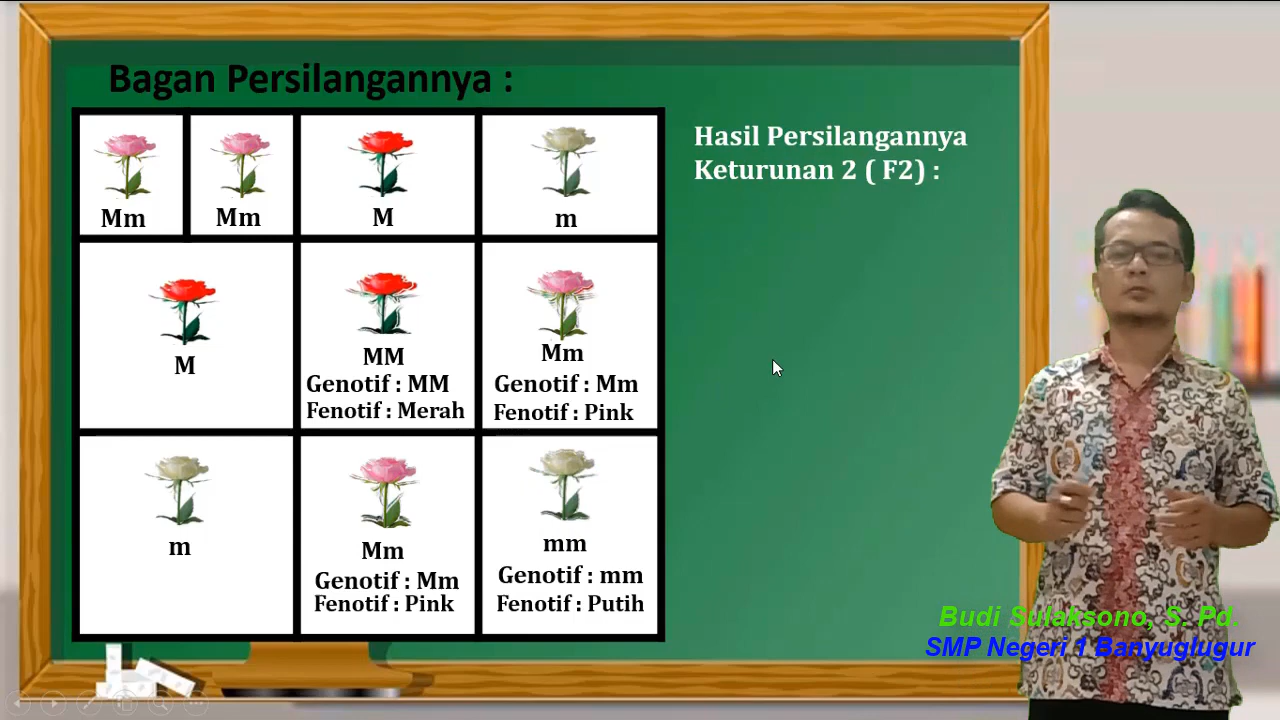 Bagan Persilangannya :
Mm
Mm
M
m
M
MM
Genotif : MM
Fenotif : Merah
Mm
Genotif : Mm
Fenotif : Pink
m
Mm
Genotif : Mm
Fenotif : Pink
mm
Genotif : mm
Fenotif : Putih
Hasil Persilangannya
Keturunan 2 ( F2) :
Budi Sulaksono, S. Pd.
SMP Negeri 1 Banyuglugur